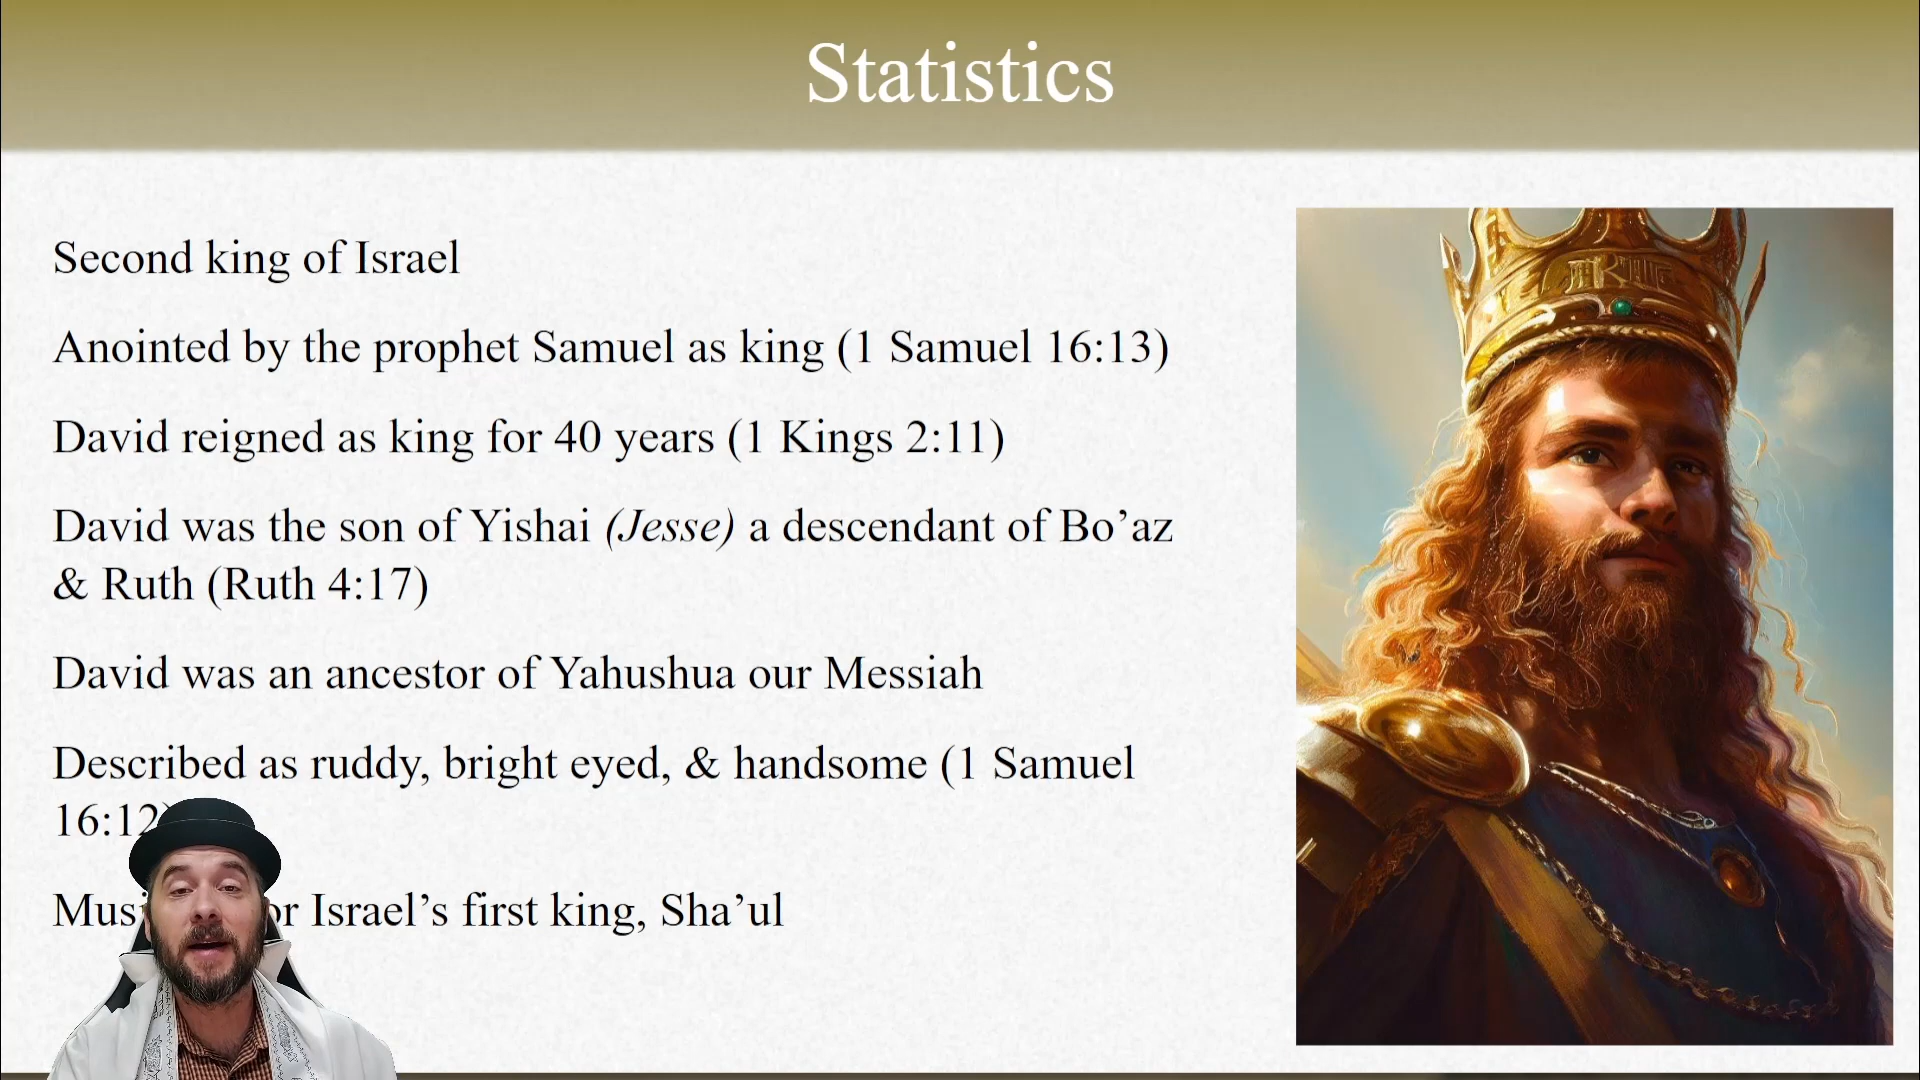 Statistics
Second king of Israel
Anointed by the prophet Samuel as king (1 Samuel 16:13)
David reigned as king for 40 years (1 Kings 2:11)
David was the son of Yishai (Jesse) a descendant of Bo’az
& Ruth (Ruth 4:17)
David was an ancestor of Yahushua our Messiah
Described as ruddy, bright eyed, & handsome (1 Samuel
16:12)
Israel’s first king, Sha’ul